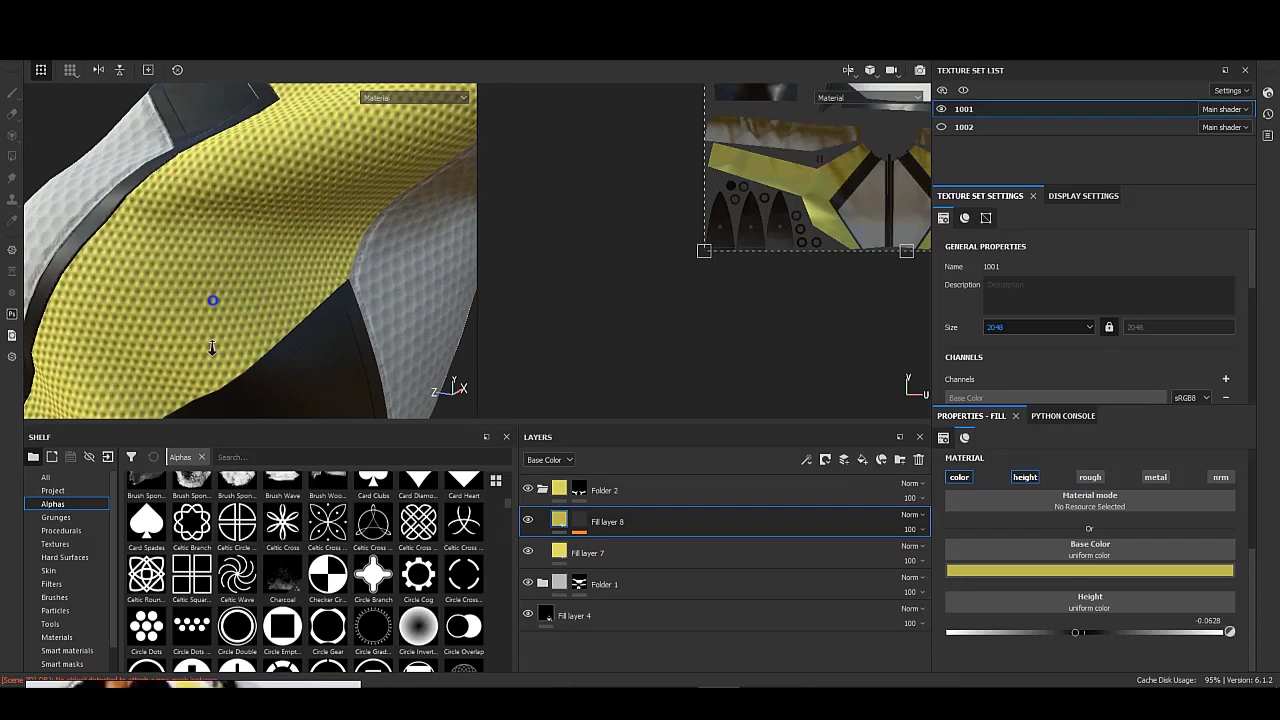 Material
Material
TEXTURE SET LIST
Settings
1001
Main shader
1002
Main shader
TEXTURE SET SETTINGS
DISPLAY SETTINGS
GENERAL PROPERTIES
Name
1001
Description
Description
Size
2048
2048
CHANNELS
Channels
Base Color
sRGB8
Z
Y
X
V
U
PROPERTIES - FILL
PYTHON CONSOLE
MATERIAL
color
height
rough
metal
nrm
Material mode
No Resource Selected
Or
Base Color
uniform color
Height
uniform color
-0.0628
SHELF
Alphas
Search...
All
Project
Alphas
Grunges
Procedurals
Textures
Hard Surfaces
Skin
Filters
Brushes
Particles
Tools
Materials
Smart materials
Smart masks
Brush Spon...
Brush Spon...
Brush Spon...
Brush Wave
Brush Woo...
Card Clubs
Card Diamo...
Card Heart
Card Spades
Celtic Branch
Celtic Circle ...
Celtic Cross
Celtic Cross ...
Celtic Cross ...
Celtic Cross ...
Celtic Cross ...
Celtic Roun...
Celtic Squar...
Celtic Wave
Charcoal
Checker Cir...
Circle Branch
Circle Cog
Circle Cross...
Circle Dots
Circle Dots ...
Circle Double
Circle Empt...
Circle Gear
Circle Grad...
Circle Invert...
Circle Overlap
LAYERS
Base Color
Folder 2
Norm
100
Fill layer 8
Norm
100
Fill layer 7
Norm
100
Folder 1
Norm
100
Fill layer 4
Norm
100
Ps
Cache Disk Usage: 95% | Version: 6.1.2